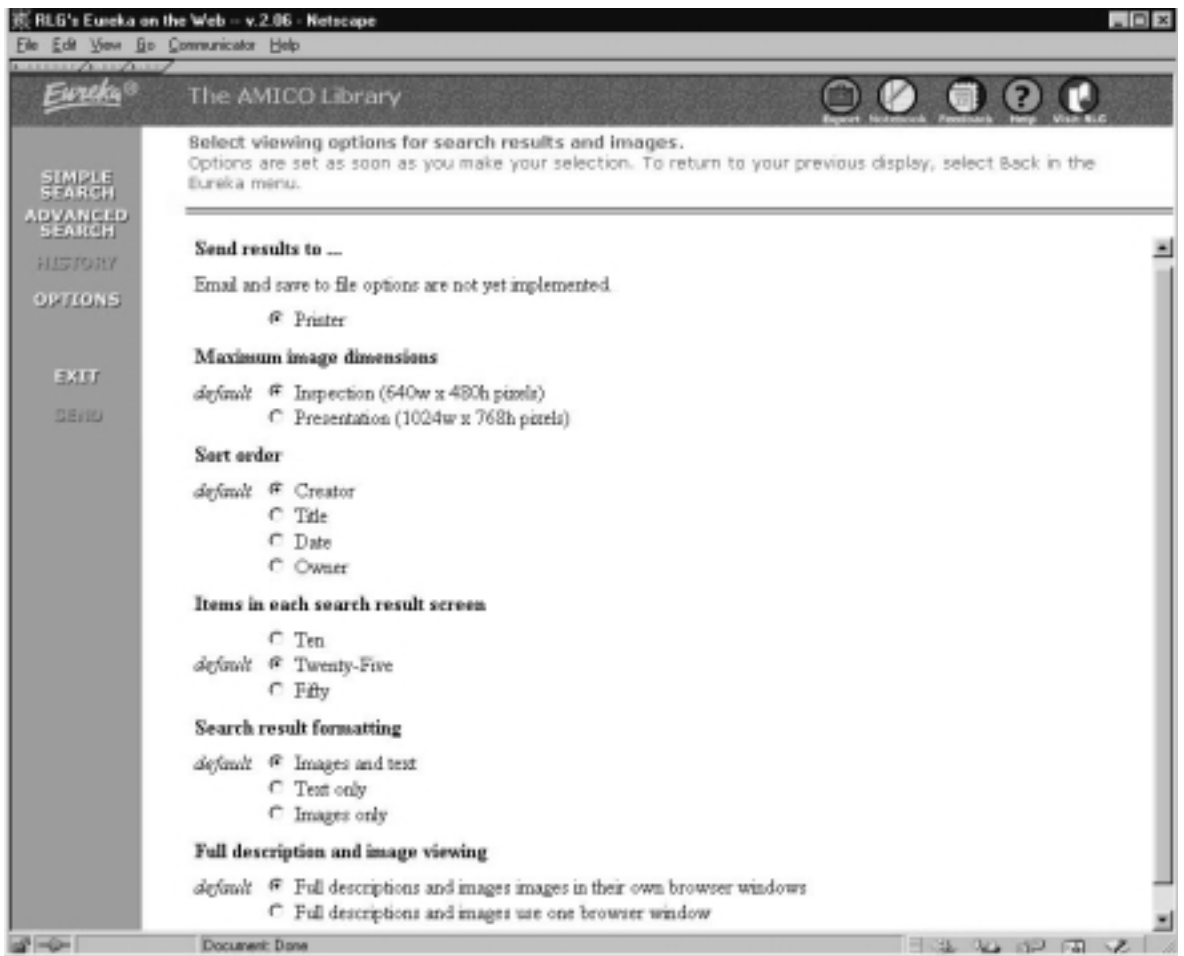 RLG's Eureka on the Web -- v.2.06 - Netscape
File Edit View Go Communicator Help
Eureka®
The AMICO Library
Export Notebook Feedback Help Visit RLG
Select viewing options for search results and images.
Options are set as soon as you make your selection. To return to your previous display, select Back in the
Eureka menu.
SIMPLE
SEARCH
ADVANCED
SEARCH
HISTORY
OPTIONS
EXIT
SEND
Send results to ...
Email and save to file options are not yet implemented.
Printer
Maximum image dimensions
default Inspection (640w x 480h pixels)
Presentation (1024w x 768h pixels)
Sort order
default Creator
Title
Date
Owner
Items in each search result screen
Ten
default Twenty-Five
Fifty
Search result formatting
default Images and text
Text only
Images only
Full description and image viewing
default Full descriptions and images images in their own browser windows
Full descriptions and images use one browser window
Document: Done